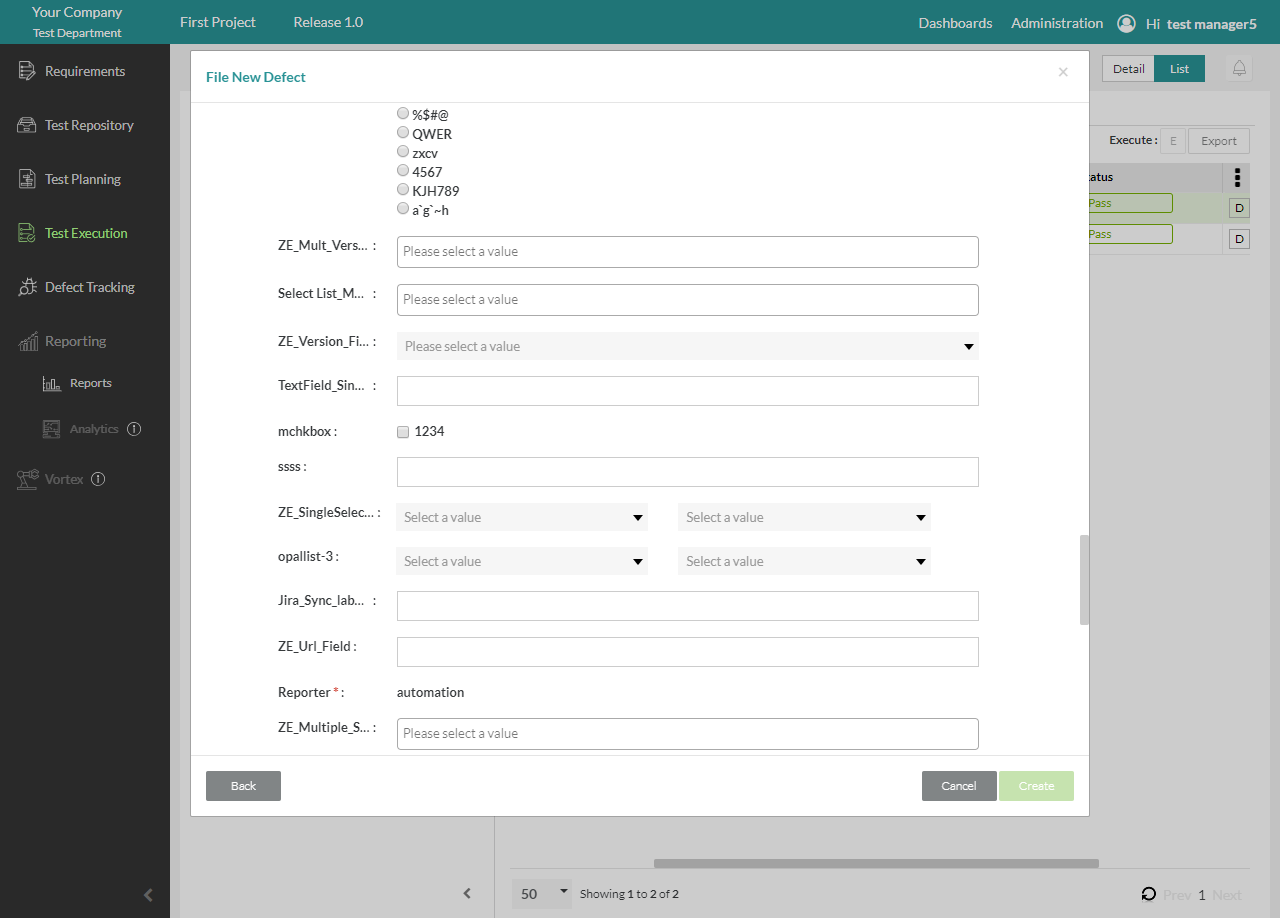 Your Company
Test Department
First Project
Release 1.0
Dashboards
Administration
Hi test manager5
Requirements
Test Repository
Test Planning
Test Execution
Defect Tracking
Reporting
Reports
Analytics
Vortex
File New Defect
×
Detail
List
Execute :
E
Export
atus
Pass
D
Pass
D
%$#@
QWER
zxcv
4567
KJH789
a`g`~h
ZE_Mult_Vers... :
Please select a value
Select List_M... :
Please select a value
ZE_Version_Fi... :
Please select a value
TextField_Sin... :
mchkbox :
1234
ssss :
ZE_SingleSelec... :
Select a value
Select a value
opallist-3 :
Select a value
Select a value
Jira_Sync_lab... :
ZE_Url_Field :
Reporter * :
automation
ZE_Multiple_S... :
Please select a value
Back
Cancel
Create
50
Showing 1 to 2 of 2
Prev 1 Next